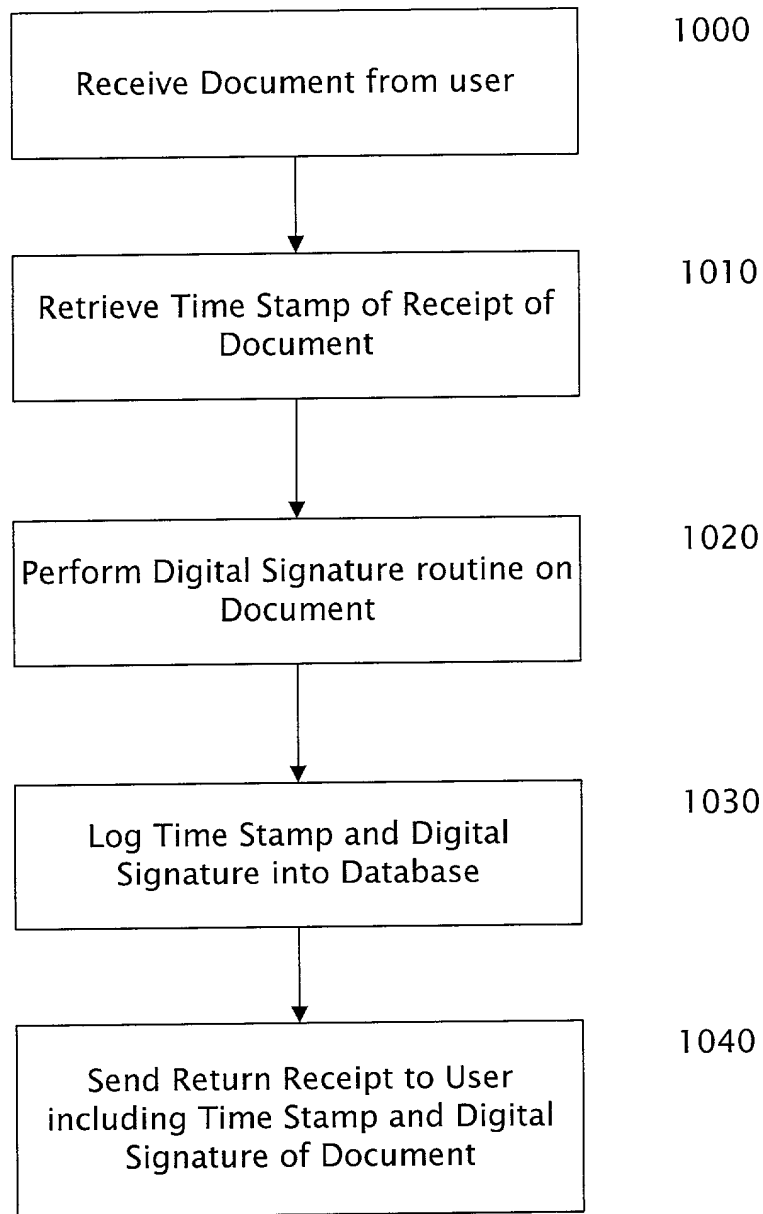 1000
Receive Document from user
1010
Retrieve Time Stamp of Receipt of
Document
1020
Perform Digital Signature routine on
Document
1030
Log Time Stamp and Digital
Signature into Database
1040
Send Return Receipt to User
including Time Stamp and Digital
Signature of Document